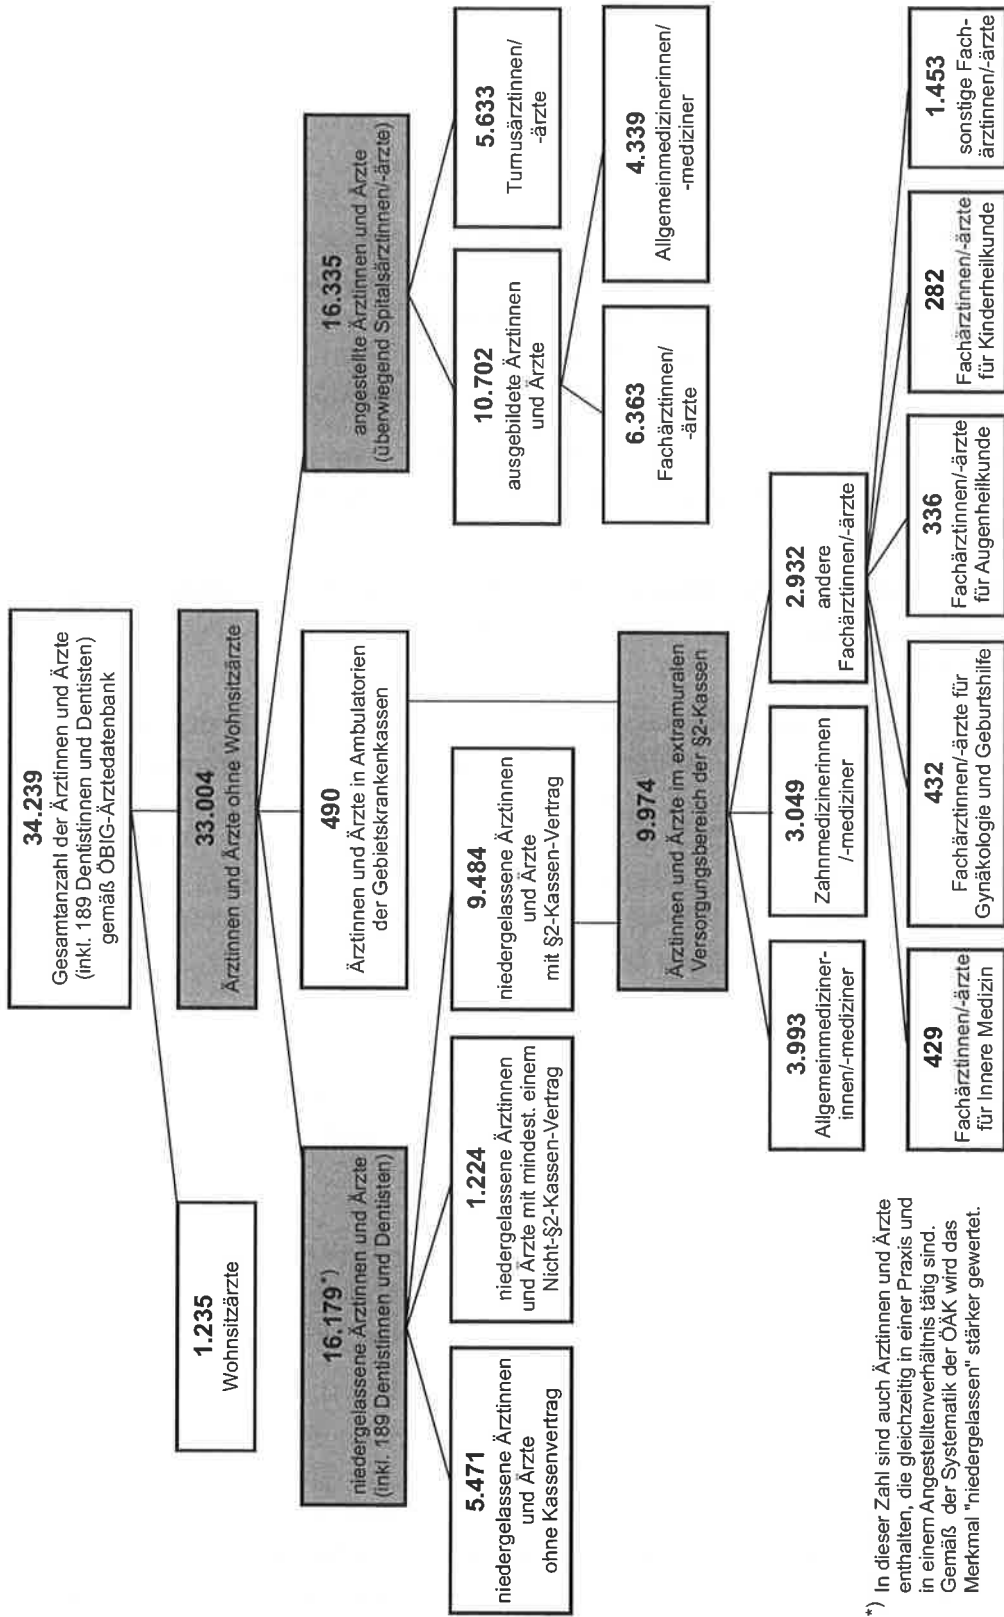 34.239
Gesamtanzahl der Ärztinnen und Ärzte
(inkl. 189 Dentistinnen und Dentisten)
gemäß ÖBIG-Ärztedatenbank
1.235
Wohnsitzärzte
33.004
Ärztinnen und Ärzte ohne Wohnsitzärzte
16.179*)
niedergelassene Ärztinnen und Ärzte
(inkl. 189 Dentistinnen und Dentisten)
490
Ärztinnen und Ärzte in Ambulatorien
der Gebietskrankenkassen
16.335
angestellte Ärztinnen und Ärzte
(überwiegend Spitalsärztinnen/-ärzte)
5.471
niedergelassene Ärztinnen
und Ärzte
ohne Kassenvertrag
1.224
niedergelassene Ärztinnen
und Ärzte mit mindest. einem
Nicht-§2-Kassen-Vertrag
9.484
niedergelassene Ärztinnen
und Ärzte
mit §2-Kassen-Vertrag
10.702
ausgebildete Ärztinnen
und Ärzte
5.633
Turnusärztinnen/
-ärzte
6.363
Fachärztinnen/
-ärzte
4.339
Allgemeinmedizinerinnen/
-mediziner
9.974
Ärztinnen und Ärzte im extramuralen
Versorgungsbereich der §2-Kassen
3.993
Allgemeinmediziner-
innen/-mediziner
3.049
Zahnmedizinerinnen
/-mediziner
2.932
andere
Fachärztinnen/-ärzte
429
Fachärztinnen/-ärzte
für Innere Medizin
432
Fachärztinnen/-ärzte für
Gynäkologie und Geburtshilfe
336
Fachärztinnen/-ärzte
für Augenheilkunde
282
Fachärztinnen/-ärzte
für Kinderheilkunde
1.453
sonstige Fach-
ärztinnen/-ärzte
*) In dieser Zahl sind auch Ärztinnen und Ärzte
enthalten, die gleichzeitig in einer Praxis und
in einem Angestelltenverhältnis tätig sind.
Gemäß der Systematik der ÖÄK wird das
Merkmal "niedergelassen" stärker gewertet.